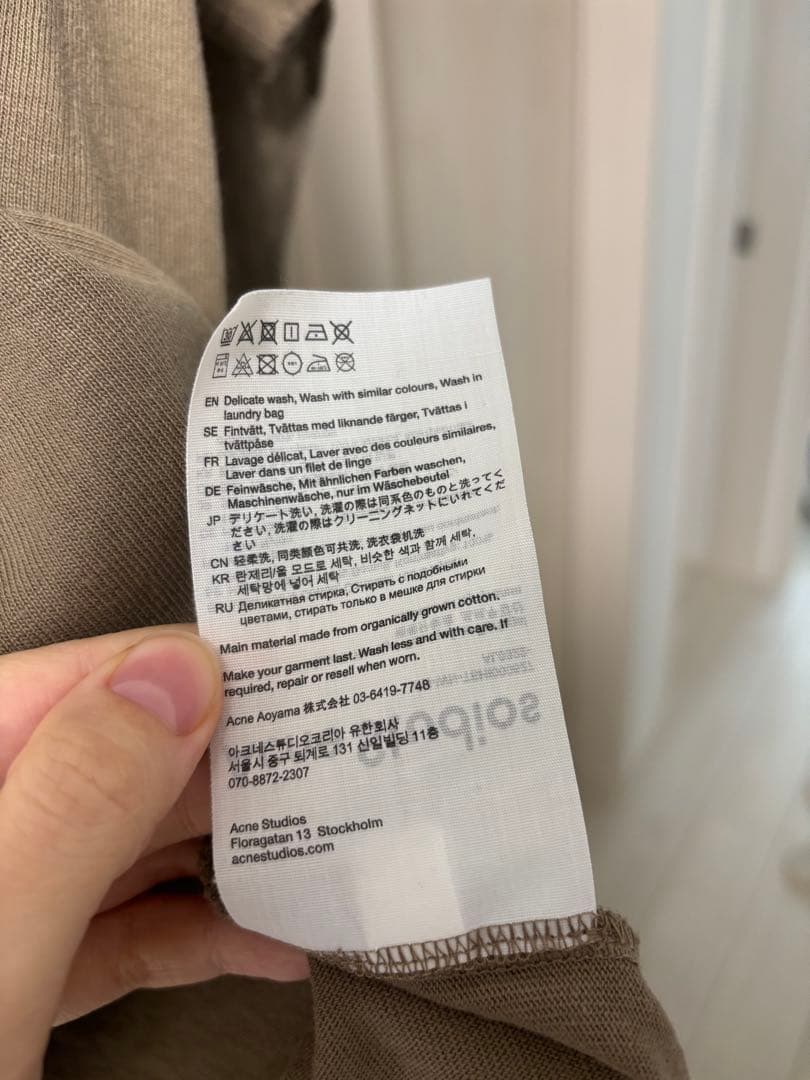 EN Delicate wash, Wash with similar colours, Wash in
laundry bag
SE Fintvätt, Tvättas med liknande färger, Tvättas i
tvättpåse
FR Lavage délicat, Laver avec des couleurs similaires,
Laver dans un filet de linge
DE Feinwäsche, Mit ähnlichen Farben waschen,
Maschinenwäsche, nur im Wäschebeutel
JP デリケート洗い, 洗濯の際は同系色のものと洗ってく
ださい, 洗濯の際はクリーニングネットにいれてくだ
さい
CN 轻柔洗, 同类颜色可共洗, 洗衣袋机洗
KR 란제리/울 모드로 세탁, 비슷한 색과 함께 세탁,
세탁망에 넣어 세탁
RU Деликатная стирка, Стирать с подобными
цветами, стирать только в мешке для стирки
Main material made from organically grown cotton.
Make your garment last. Wash less and with care. If
required, repair or resell when worn.
Acne Aoyama 株式会社 03-6419-7748
아크네스튜디오코리아 유한회사
서울시 중구 퇴계로 131 신일빌딩 11층
070-8872-2307
Acne Studios
Floragatan 13 Stockholm
acnestudios.com